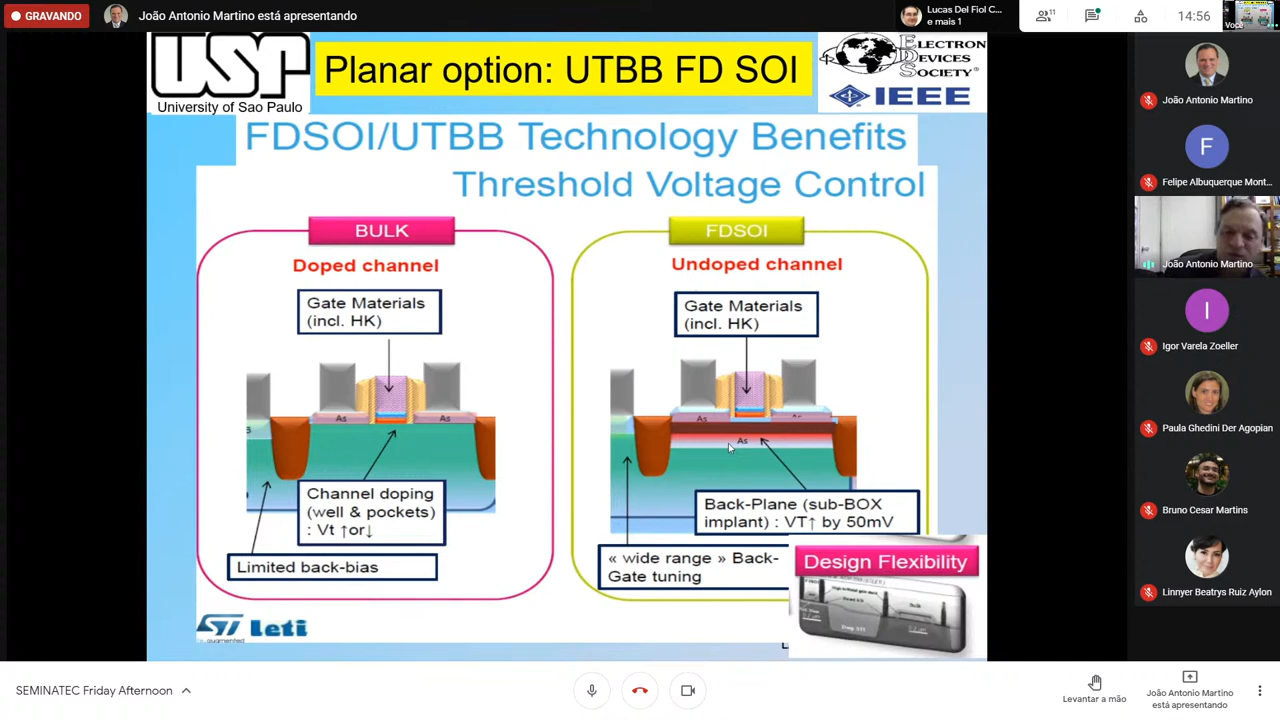 GRAVANDO
João Antonio Martino está apresentando
Lucas Del Fiol C...
e mais 1
11
14:56
Você
USP
University of Sao Paulo
Planar option: UTBB FD SOI
ELECTRON
DEVICES
SOCIETY®
IEEE
FDSOI/UTBB Technology Benefits
Threshold Voltage Control
BULK
Doped channel
Gate Materials
(incl. HK)
As
As
Channel doping
(well & pockets)
: Vt ↑or↓
Limited back-bias
FDSOI
Undoped channel
Gate Materials
(incl. HK)
As
As
As
Back-Plane (sub-BOX
implant) : VT↑ by 50mV
« wide range » Back-
Gate tuning
Design Flexibility
ST
augmented
Leti
João Antonio Martino
F
Felipe Albuquerque Mont...
João Antonio Martino
I
Igor Varela Zoeller
Paula Ghedini Der Agopian
Bruno Cesar Martins
Linnyer Beatrys Ruiz Aylon
SEMINATEC Friday Afternoon
Levantar a mão
João Antonio Martino
está apresentando